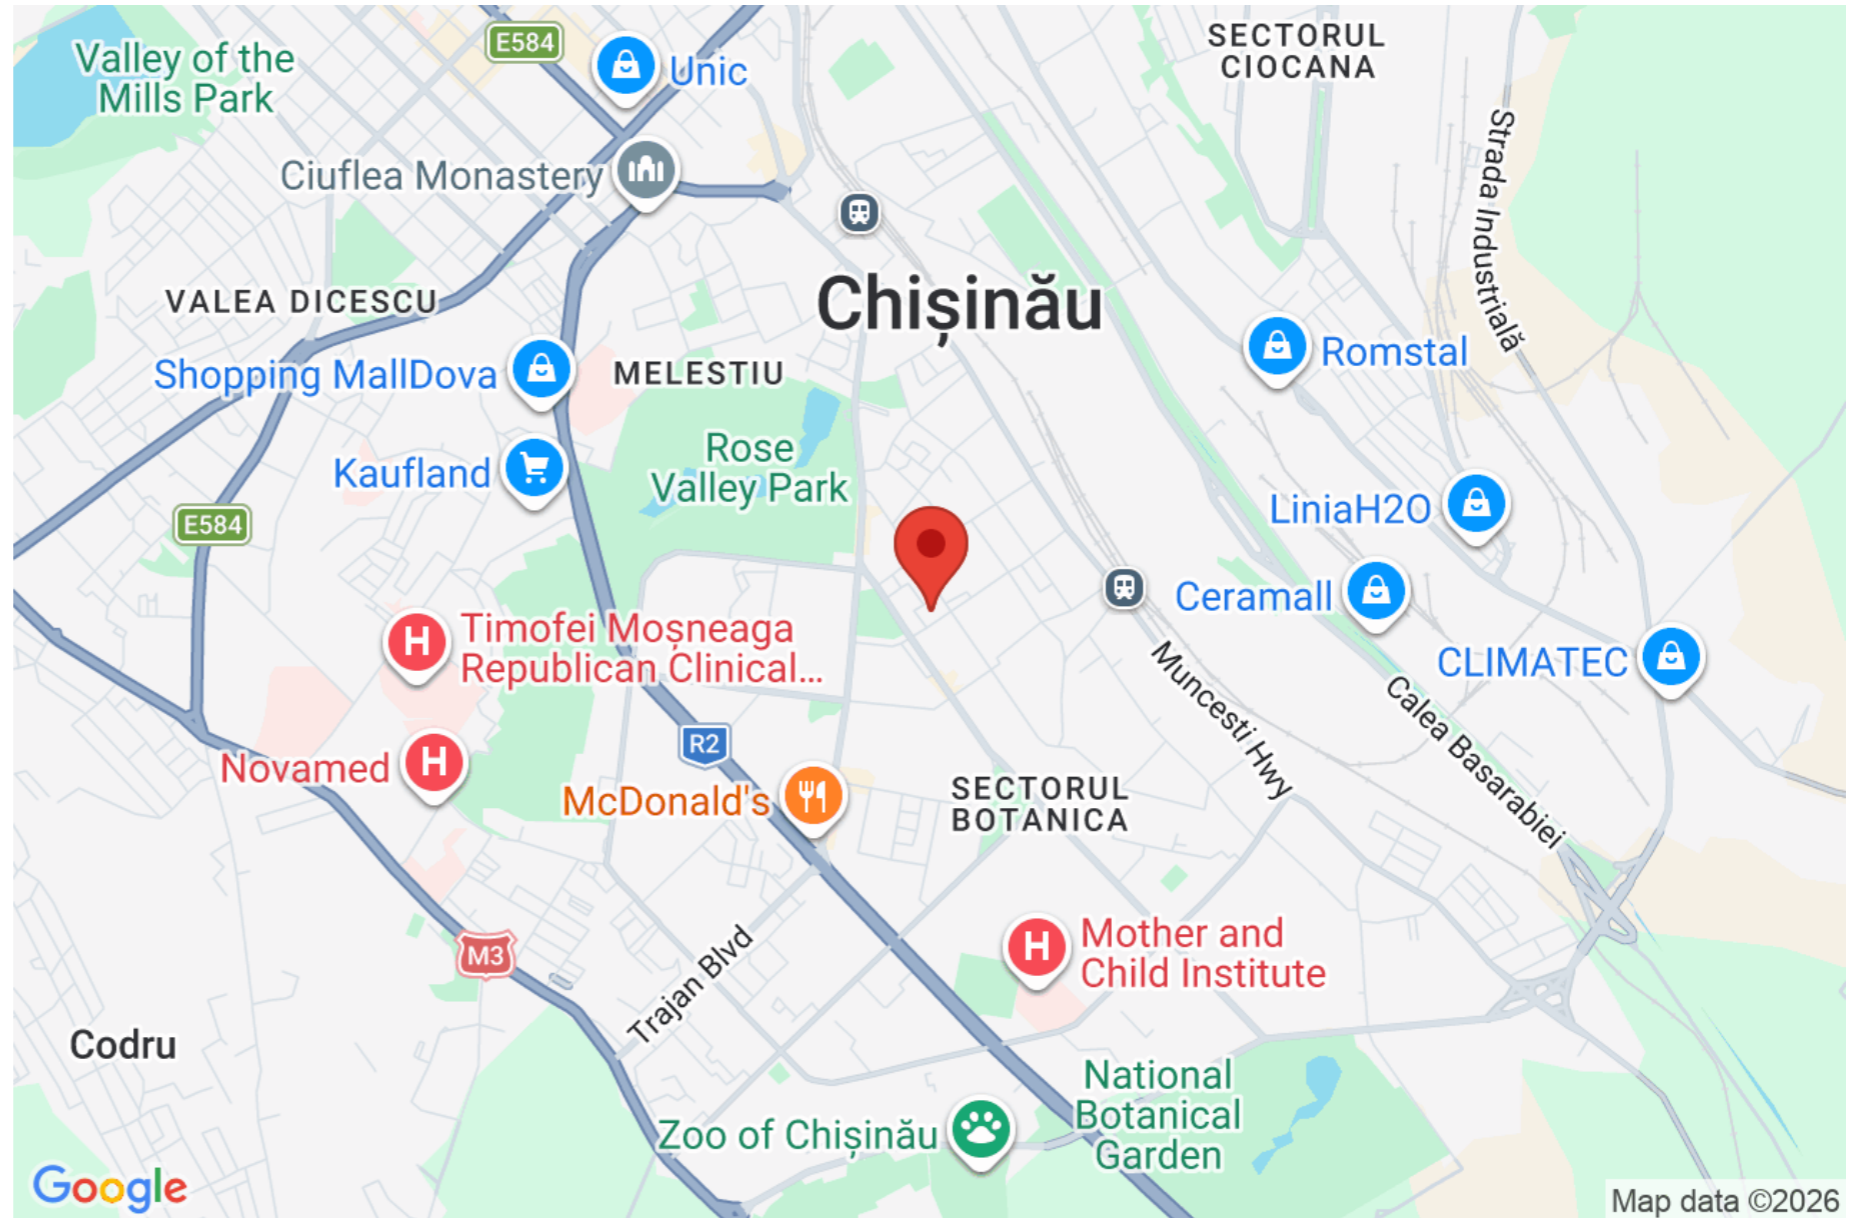 Valley of the
Mills Park
E584
Unic
SECTORUL
CIOCANA
Ciuflea Monastery
Strada Industrială
VALEA DICESCU
Chișinău
Romstal
Shopping MallDova
MELESTIU
Rose
Valley Park
Kaufland
LiniaH2O
E584
Ceramall
Timofei Moșneaga
Republican Clinical...
CLIMATEC
Muncesti Hwy
Calea Basarabiei
R2
Novamed
McDonald's
SECTORUL
BOTANICA
M3
Mother and
Child Institute
Trajan Blvd
Codru
National
Botanical
Garden
Zoo of Chișinău
Google
Map data ©2026